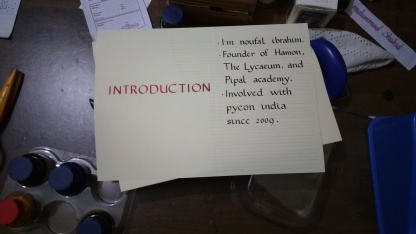 INTRODUCTION
· I'm noufal ibrahim.
· Founder of Hamon,
The Lycaeum, and
Pipal academy.
· Involved with
pycon india
since 2009.